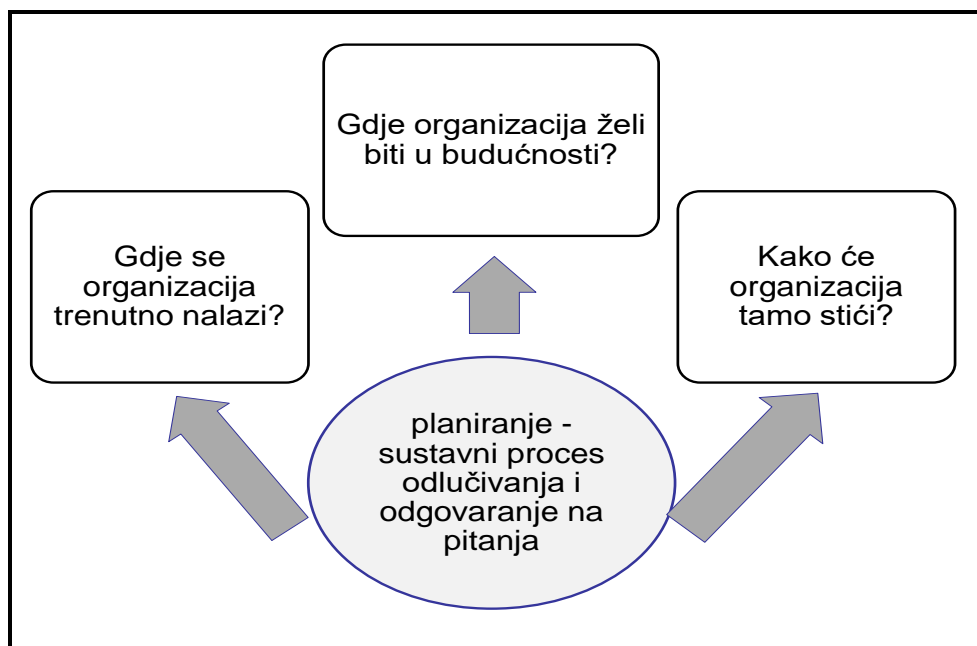 Gdje organizacija želi
biti u budućnosti?
Gdje se
organizacija
trenutno nalazi?
Kako će
organizacija
tamo stići?
planiranje -
sustavni proces
odlučivanja i
odgovaranje na
pitanja